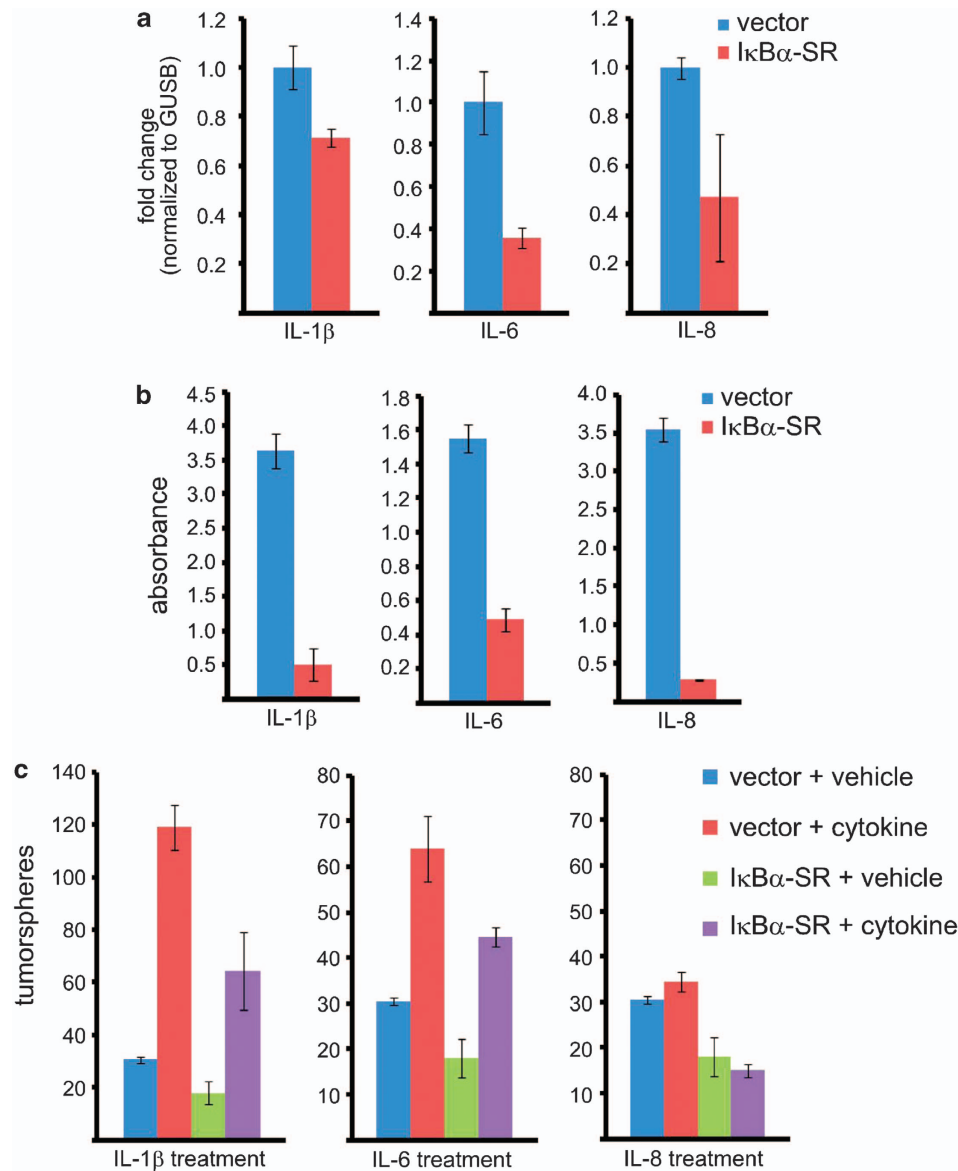 a
vector
IκBα-SR
fold change
(normalized to GUSB)
1.2
1.0
0.8
0.6
0.4
0.2
IL-1β
1.4
1.2
1.0
0.8
0.6
0.4
0.2
IL-6
1.2
1.0
0.8
0.6
0.4
0.2
IL-8
b
vector
IκBα-SR
absorbance
4.5
4.0
3.5
3.0
2.5
2.0
1.5
1.0
0.5
IL-1β
1.8
1.6
1.4
1.2
1.0
0.8
0.6
0.4
0.2
IL-6
4.0
3.5
3.0
2.5
2.0
1.5
1.0
0.5
IL-8
c
tumorspheres
140
120
100
80
60
40
20
IL-1β treatment
80
70
60
50
40
30
20
10
IL-6 treatment
80
70
60
50
40
30
20
10
IL-8 treatment
vector + vehicle
vector + cytokine
IκBα-SR + vehicle
IκBα-SR + cytokine